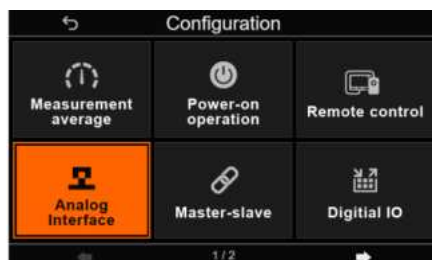 Configuration
Measurement
average
Power-on
operation
Remote control
Analog
Interface
Master-slave
Digitial IO
1/2